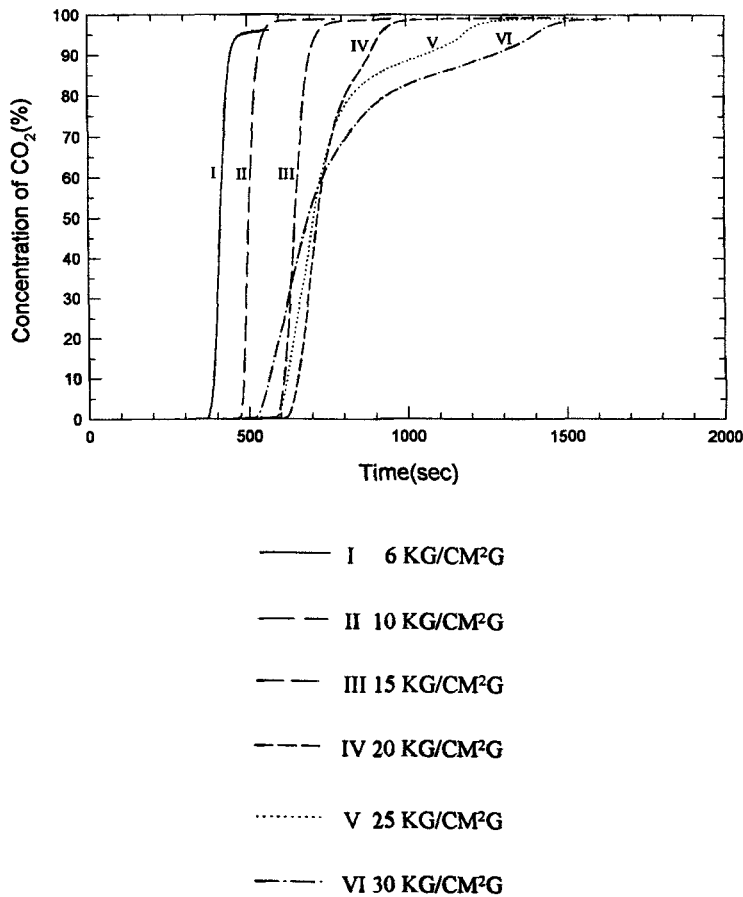 Concentration of CO₂(%)
100
90
80
70
60
50
40
30
20
10
0
I
II
III
IV
V
VI
0
500
1000
1500
2000
Time(sec)
I 6 KG/CM²G
II 10 KG/CM²G
III 15 KG/CM²G
IV 20 KG/CM²G
V 25 KG/CM²G
VI 30 KG/CM²G